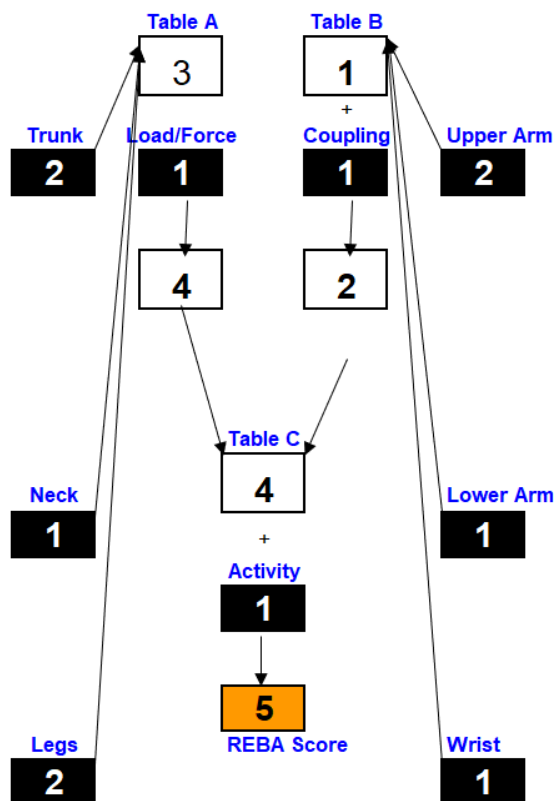 Table A Table B
3 1
+
Trunk Load/Force Coupling Upper Arm
2 1 1 2
4 2
Table C
4
Neck Lower Arm
1 1
+
Activity
1
5
Legs REBA Score Wrist
2 1